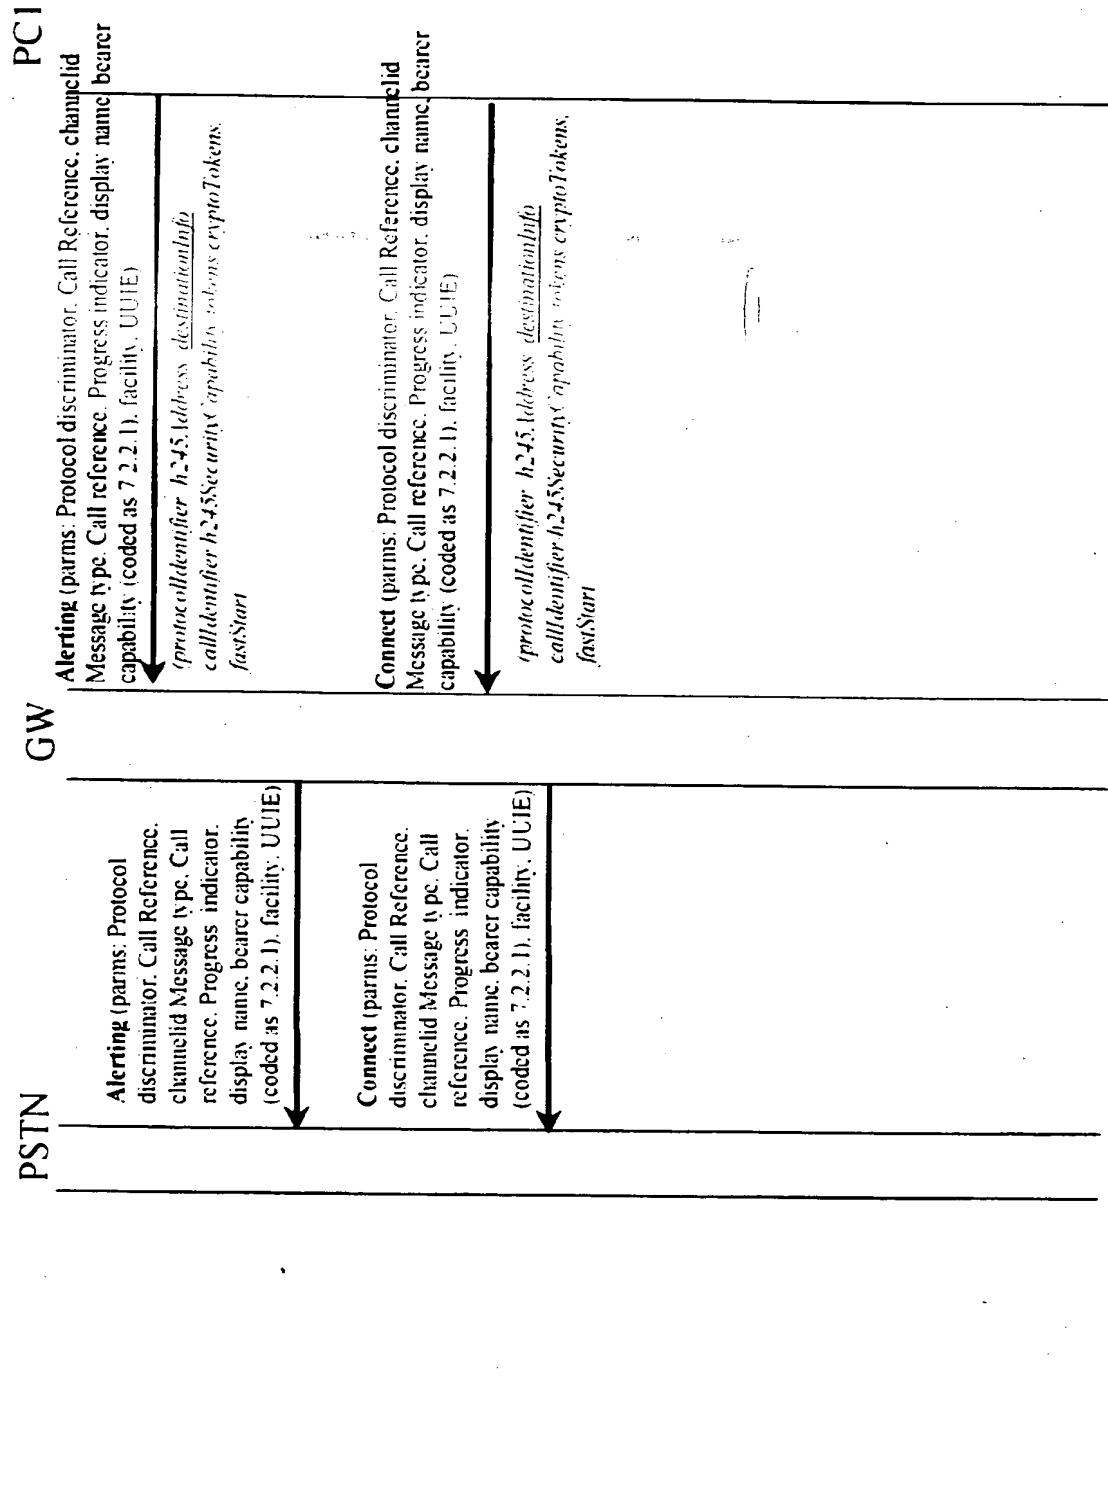 PSTN
GW
PC1
Alerting (parms: Protocol
discriminator. Call Reference.
channelid Message type. Call
reference. Progress indicator.
display name. bearer capability
(coded as 7.2.2.1). facility. UUIE)
Alerting (parms: Protocol discriminator. Call Reference. channelid
Message type. Call reference. Progress indicator. display name. bearer
capability (coded as 7.2.2.1). facility. UUIE)
(protocolIdentifier h245Address destinationInfo
callIdentifier h245SecurityCapability tokens cryptoTokens.
fastStart
Connect (parms: Protocol
discriminator. Call Reference.
channelid Message type. Call
reference. Progress indicator.
display name. bearer capability
(coded as 7.2.2.1). facility. UUIE)
Connect (parms: Protocol discriminator. Call Reference. channelid
Message type. Call reference. Progress indicator. display name. bearer
capability (coded as 7.2.2.1). facility. UUIE)
(protocolIdentifier h245Address destinationInfo
callIdentifier h245SecurityCapability tokens cryptoTokens.
fastStart